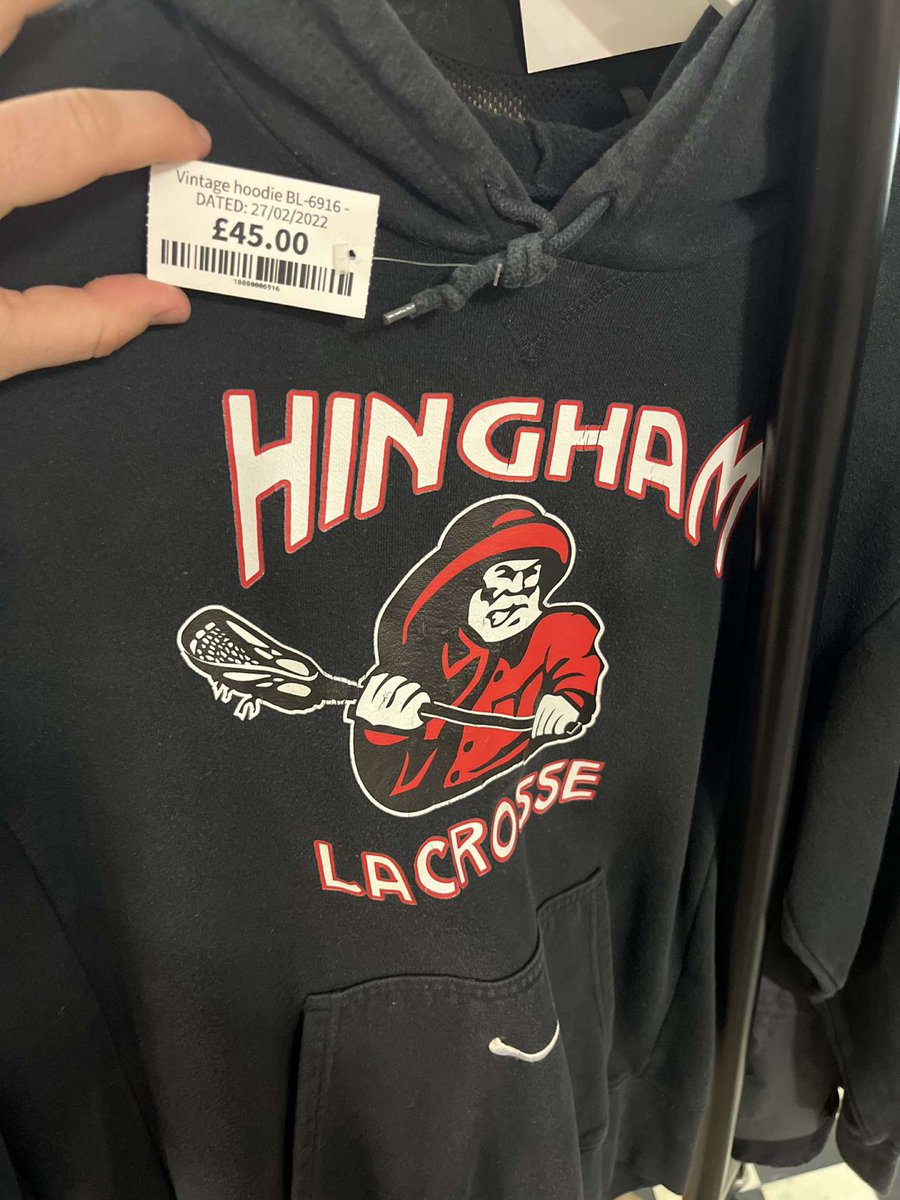 Vintage hoodie BL-6916 -
DATED: 27/02/2022
£45.00
HINGHAM
LACROSSE